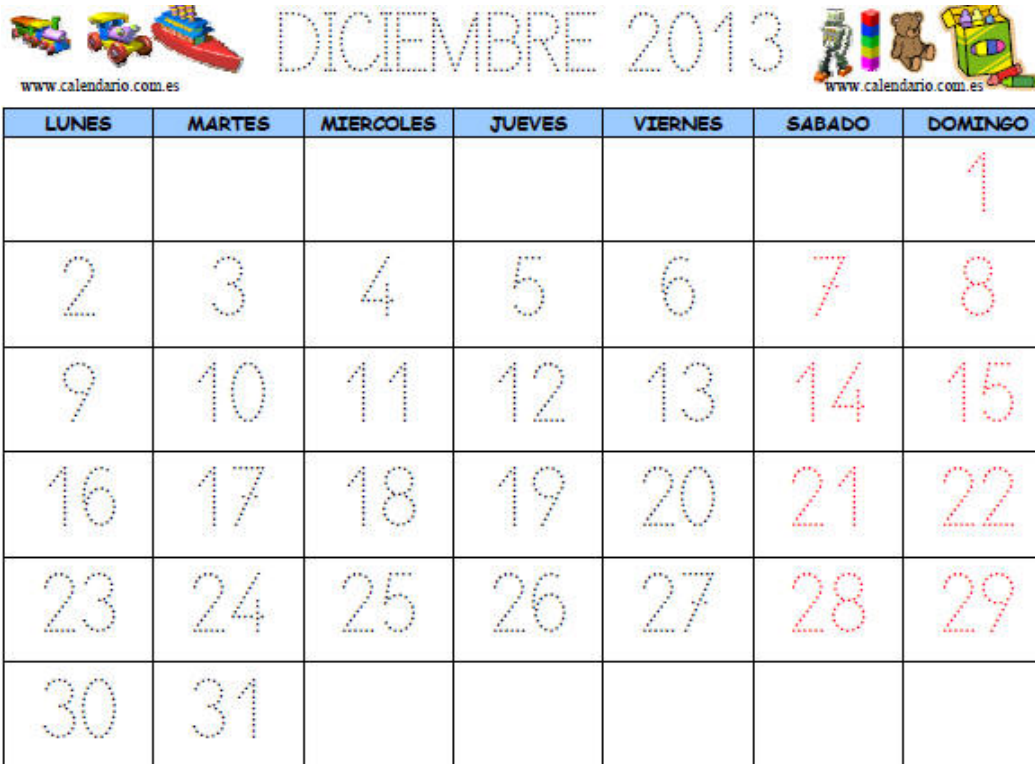 DICIEMBRE 2013
www.calendario.com.es www.calendario.com.es
LUNES MARTES MIERCOLES JUEVES VIERNES SABADO DOMINGO
1
2 3 4 5 6 7 8
9 10 11 12 13 14 15
16 17 18 19 20 21 22
23 24 25 26 27 28 29
30 31